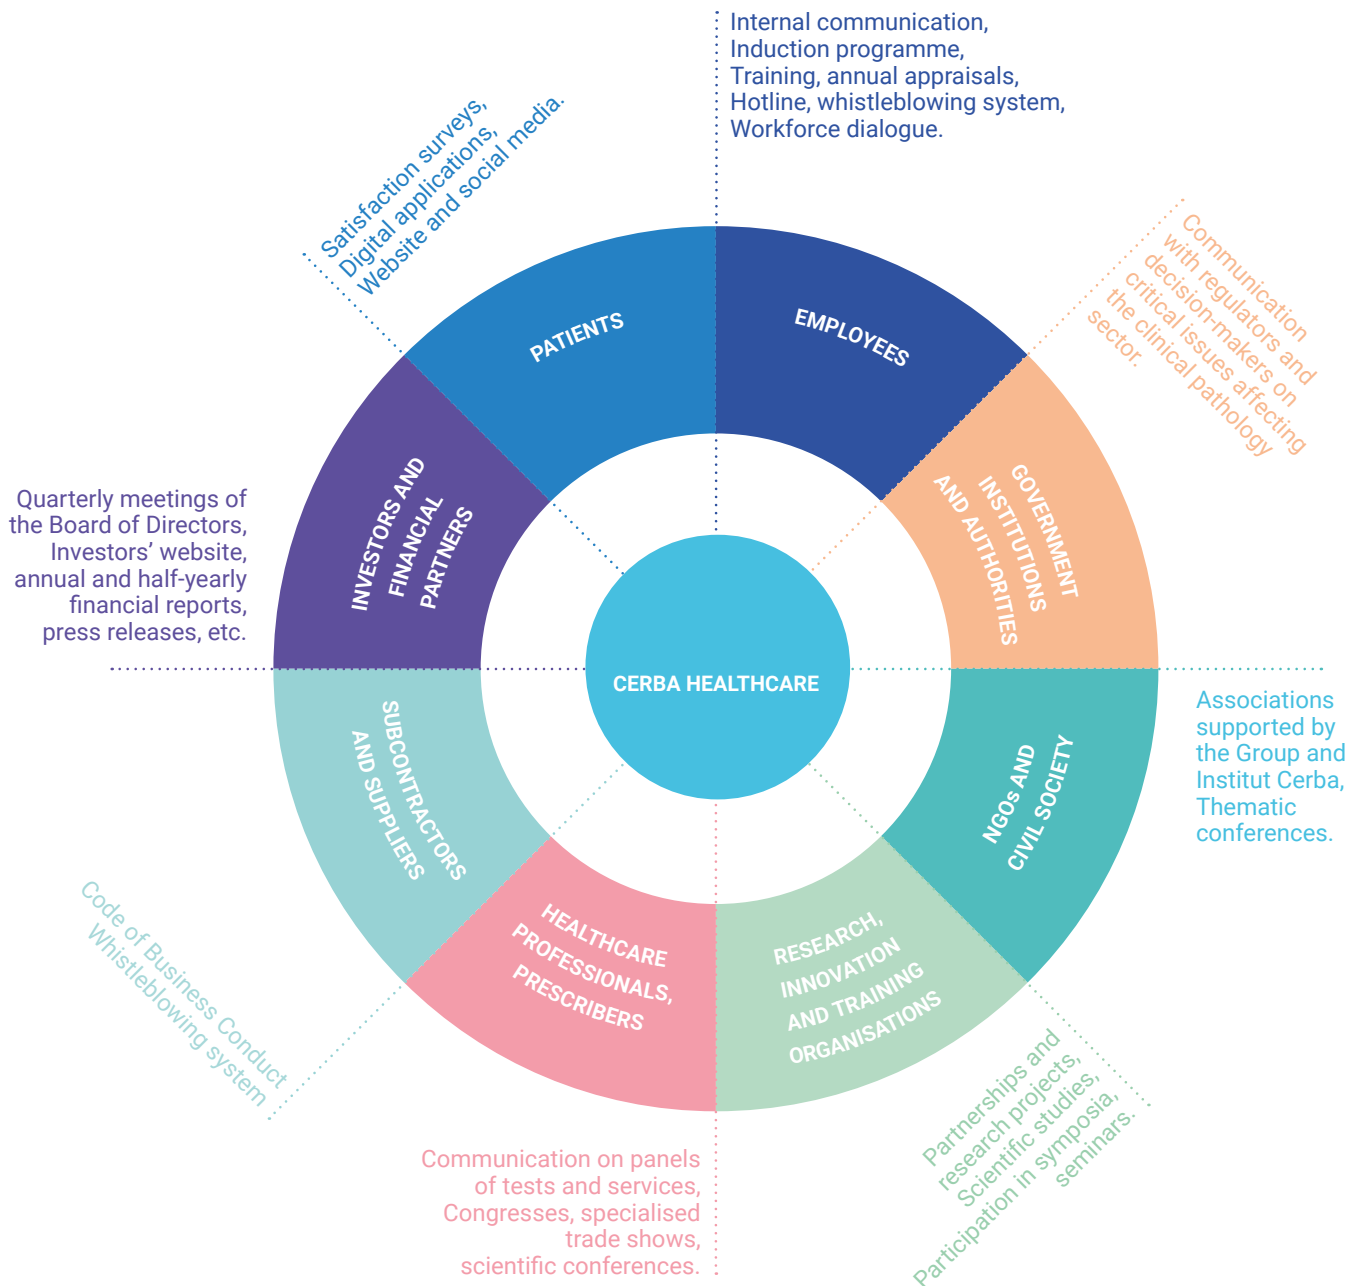 Internal communication,
Induction programme,
Training, annual appraisals,
Hotline, whistleblowing system,
Workforce dialogue.
EMPLOYEES
Communication
with regulators and
decision-makers on
critical issues affecting
the clinical pathology
sector.
GOVERNMENT
INSTITUTIONS
AND AUTHORITIES
Associations
supported by
the Group and
Institut Cerba,
Thematic
conferences.
NGOs AND
CIVIL SOCIETY
Partnerships and
research projects,
Scientific studies,
Participation in symposia,
seminars.
RESEARCH,
INNOVATION
AND TRAINING
ORGANISATIONS
Communication on panels
of tests and services,
Congresses, specialised
trade shows,
scientific conferences.
HEALTHCARE
PROFESSIONALS,
PRESCRIBERS
Code of Business Conduct
Whistleblowing system
SUBCONTRACTORS
AND SUPPLIERS
Quarterly meetings of
the Board of Directors,
Investors’ website,
annual and half-yearly
financial reports,
press releases, etc.
INVESTORS AND
FINANCIAL
PARTNERS
Satisfaction surveys,
Digital applications,
Website and social media.
PATIENTS
CERBA HEALTHCARE